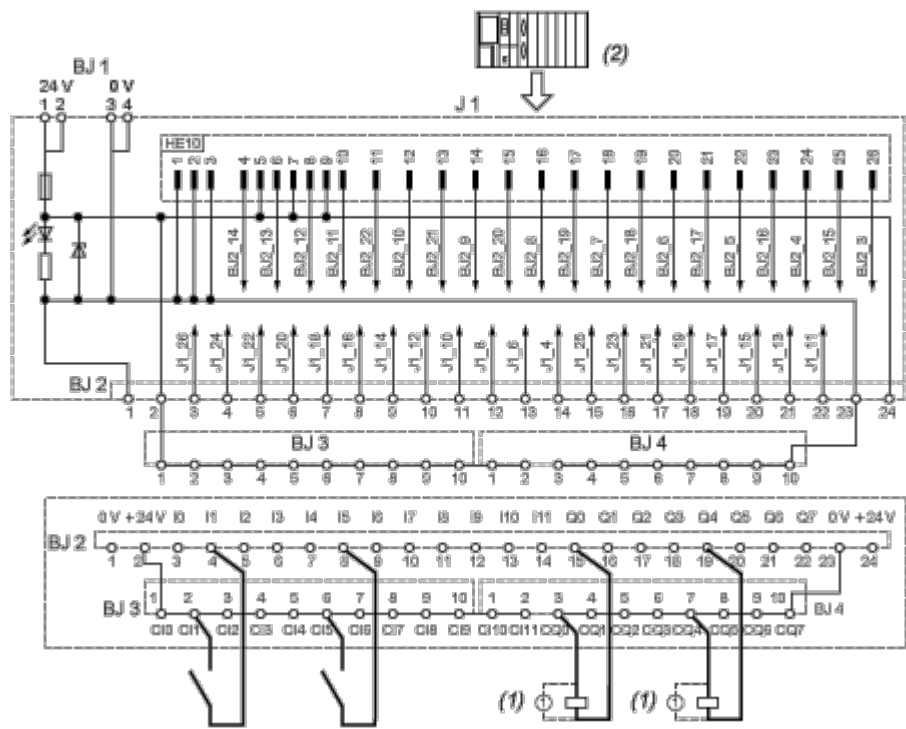 (2)
BJ 1
24 V 0 V
1 2 3 4
J 1
HE10
1 2 3 4 5 6 7 8 9 10 11 12 13 14 15 16 17 18 19 20 21 22 23 24 25 26
BJ2_14 BJ2_13 BJ2_12 BJ2_11 BJ2_22 BJ2_10 BJ2_21 BJ2_9 BJ2_20 BJ2_8 BJ2_19 BJ2_7 BJ2_18 BJ2_6 BJ2_17 BJ2_5 BJ2_16 BJ2_4 BJ2_15 BJ2_3
J1_26 J1_24 J1_22 J1_20 J1_18 J1_16 J1_14 J1_12 J1_10 J1_8 J1_6 J1_4 J1_25 J1_23 J1_21 J1_19 J1_17 J1_15 J1_13 J1_11
BJ 2
1 2 3 4 5 6 7 8 9 10 11 12 13 14 15 16 17 18 19 20 21 22 23 24
BJ 3 BJ 4
1 2 3 4 5 6 7 8 9 10 1 2 3 4 5 6 7 8 9 10
0 V +24 V I0 I1 I2 I3 I4 I5 I6 I7 I8 I9 I10 I11 Q0 Q1 Q2 Q3 Q4 Q5 Q6 Q7 0 V +24 V
BJ 2
1 2 3 4 5 6 7 8 9 10 11 12 13 14 15 16 17 18 19 20 21 22 23 24
BJ 3 1 2 3 4 5 6 7 8 9 10 1 2 3 4 5 6 7 8 9 10 BJ 4
CI0 CI1 CI2 CI3 CI4 CI5 CI6 CI7 CI8 CI9 CI10 CI11 CQ0 CQ1 CQ2 CQ3 CQ4 CQ5 CQ6 CQ7
(1) 1 (1) 1